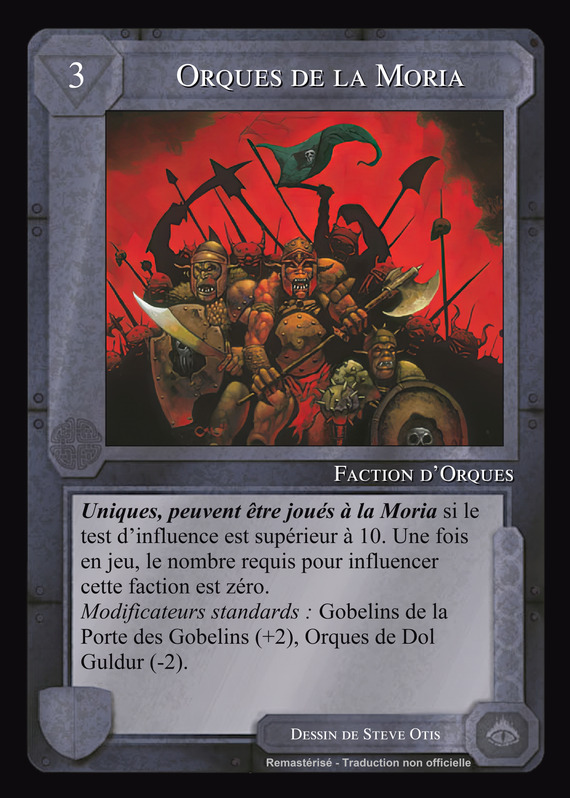 3
Orques de la Moria
Faction d'Orques
Uniques, peuvent être joués à la Moria si le
test d'influence est supérieur à 10. Une fois
en jeu, le nombre requis pour influencer
cette faction est zéro.
Modificateurs standards : Gobelins de la
Porte des Gobelins (+2), Orques de Dol
Guldur (-2).
Dessin de Steve Otis
Remastérisé - Traduction non officielle